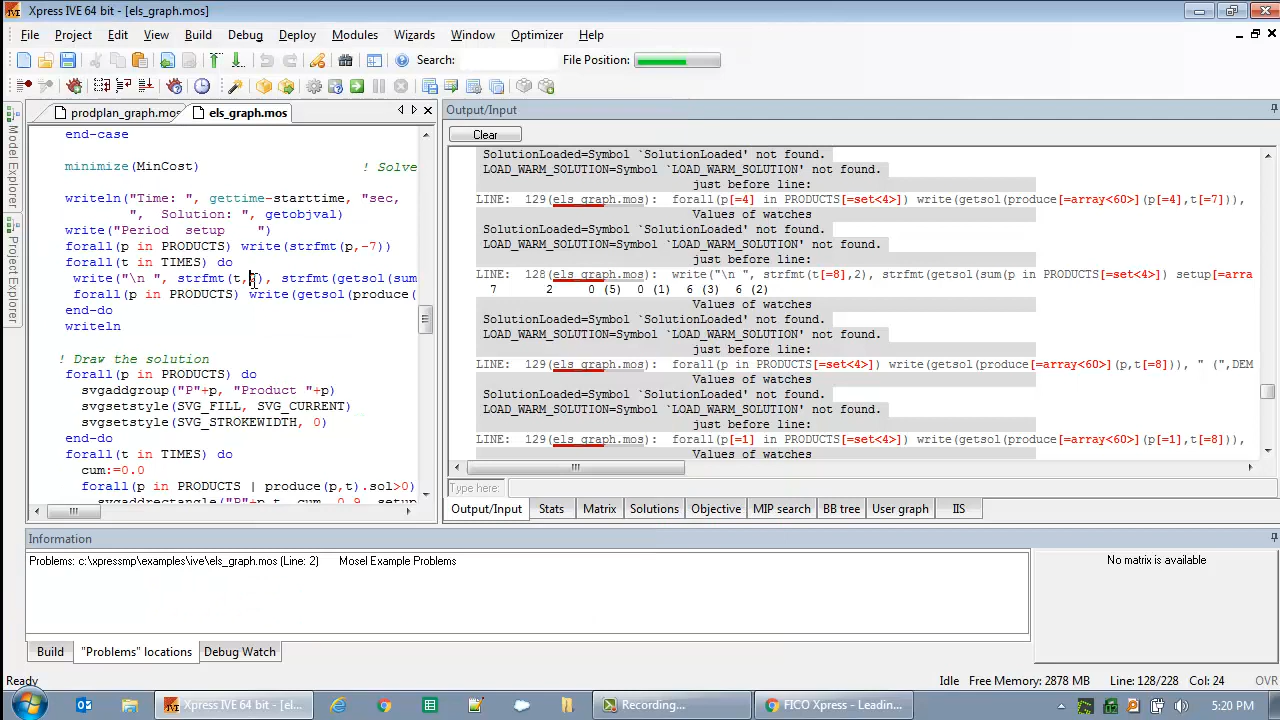 Xpress IVE 64 bit - [els_graph.mos]
File Project Edit View Build Debug Deploy Modules Wizards Window Optimizer Help
Search: File Position:
prodplan_graph.mos els_graph.mos
Model Explorer
Project Explorer
end-case
minimize(MinCost) ! Solve
writeln("Time: ", gettime-starttime, "sec,
", Solution: ", getobjval)
write("Period setup ")
forall(p in PRODUCTS) write(strfmt(p,-7))
forall(t in TIMES) do
write("\n ", strfmt(t,2), strfmt(getsol(sum
forall(p in PRODUCTS) write(getsol(produce(
end-do
writeln
! Draw the solution
forall(p in PRODUCTS) do
svgaddgroup("P"+p, "Product "+p)
svgsetstyle(SVG_FILL, SVG_CURRENT)
svgsetstyle(SVG_STROKEWIDTH, 0)
end-do
forall(t in TIMES) do
cum:=0.0
forall(p in PRODUCTS | produce(p,t).sol>0)
svgaddrectangle("P"+p,t, cum, 0.9, setup
Output/Input
Clear
SolutionLoaded=Symbol `SolutionLoaded' not found.
LOAD_WARM_SOLUTION=Symbol `LOAD_WARM_SOLUTION' not found.
just before line:
LINE: 129(els_graph.mos): forall(p[=4] in PRODUCTS[=set<4>]) write(getsol(produce[=array<60>](p[=4],t[=7])),
Values of watches
SolutionLoaded=Symbol `SolutionLoaded' not found.
LOAD_WARM_SOLUTION=Symbol `LOAD_WARM_SOLUTION' not found.
just before line:
LINE: 128(els_graph.mos): write("\n ", strfmt(t[=8],2), strfmt(getsol(sum(p in PRODUCTS[=set<4>]) setup[=arra
7 2 0 (5) 0 (1) 6 (3) 6 (2)
Values of watches
SolutionLoaded=Symbol `SolutionLoaded' not found.
LOAD_WARM_SOLUTION=Symbol `LOAD_WARM_SOLUTION' not found.
just before line:
LINE: 129(els_graph.mos): forall(p in PRODUCTS[=set<4>]) write(getsol(produce[=array<60>](p,t[=8])), " (",DEM
Values of watches
SolutionLoaded=Symbol `SolutionLoaded' not found.
LOAD_WARM_SOLUTION=Symbol `LOAD_WARM_SOLUTION' not found.
just before line:
LINE: 129(els_graph.mos): forall(p[=1] in PRODUCTS[=set<4>]) write(getsol(produce[=array<60>](p[=1],t[=8])),
Values of watches
Type here:
Output/Input Stats Matrix Solutions Objective MIP search BB tree User graph IIS
Information
Problems: c:\xpressmp\examples\ive\els_graph.mos (Line: 2) Mosel Example Problems
No matrix is available
Build "Problems" locations Debug Watch
Ready Idle Free Memory: 2878 MB Line: 128/228 Col: 24 OVR
Xpress IVE 64 bit - [e... Recording... FICO Xpress - Leadin... 5:20 PM